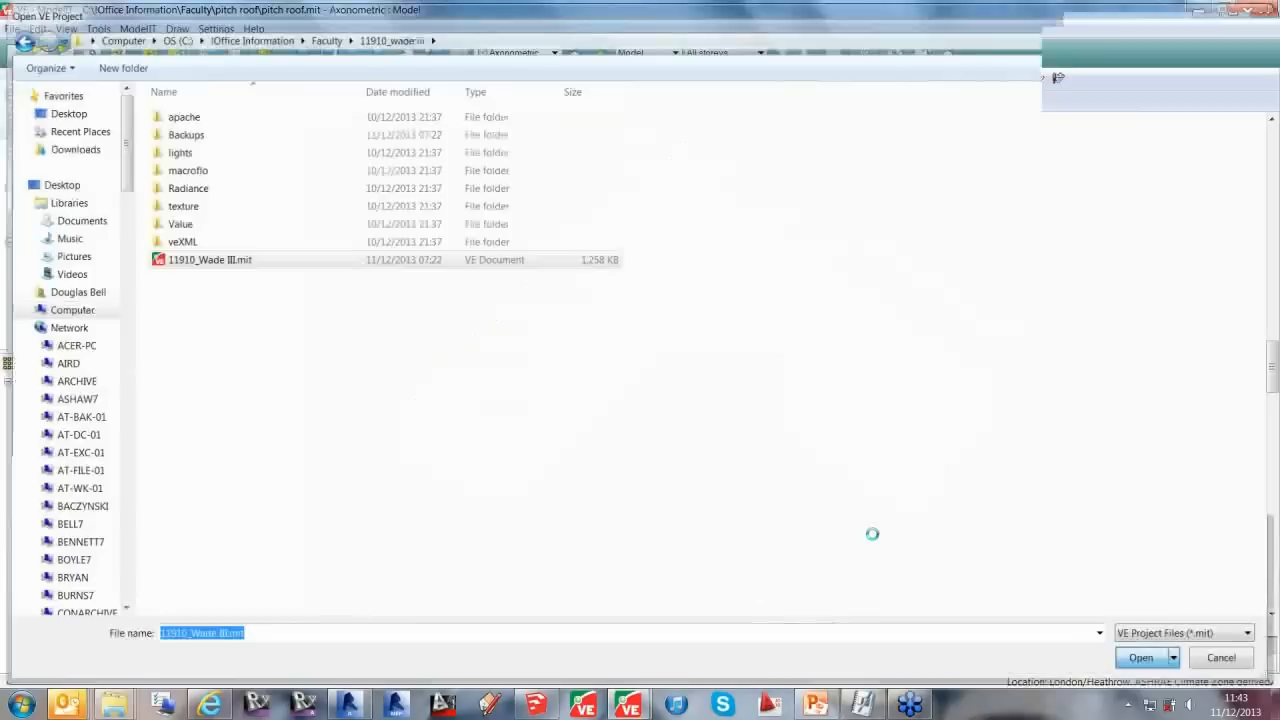 VE - ModelIT - C:\IOffice Information\Faculty\pitch roof\pitch roof.mit - Axonometric : Model
Open VE Project
File Edit View Tools ModelIT Draw Settings Help
Computer OS (C:) IOffice Information Faculty 11910_wade iii
Axonometric Model All storeys
Organize New folder
Name Date modified Type Size
Favorites
Desktop
Recent Places
Downloads
Desktop
Libraries
Documents
Music
Pictures
Videos
Douglas Bell
Computer
Network
ACER-PC
AIRD
ARCHIVE
ASHAW7
AT-BAK-01
AT-DC-01
AT-EXC-01
AT-FILE-01
AT-WK-01
BACZYNSKI
BELL7
BENNETT7
BOYLE7
BRYAN
BURNS7
CONARCHIVE
apache 10/12/2013 21:37 File folder
Backups 11/12/2013 07:22 File folder
lights 10/12/2013 21:37 File folder
macroflo 10/12/2013 21:37 File folder
Radiance 10/12/2013 21:37 File folder
texture 10/12/2013 21:37 File folder
Value 10/12/2013 21:37 File folder
veXML 10/12/2013 21:37 File folder
11910_Wade III.mit 11/12/2013 07:22 VE Document 1,258 KB
File name: 11910_Wade III.mit VE Project Files (*.mit)
Open Cancel
Location: London/Heathrow, ASHRAE Climate Zone derived
11:43
11/12/2013